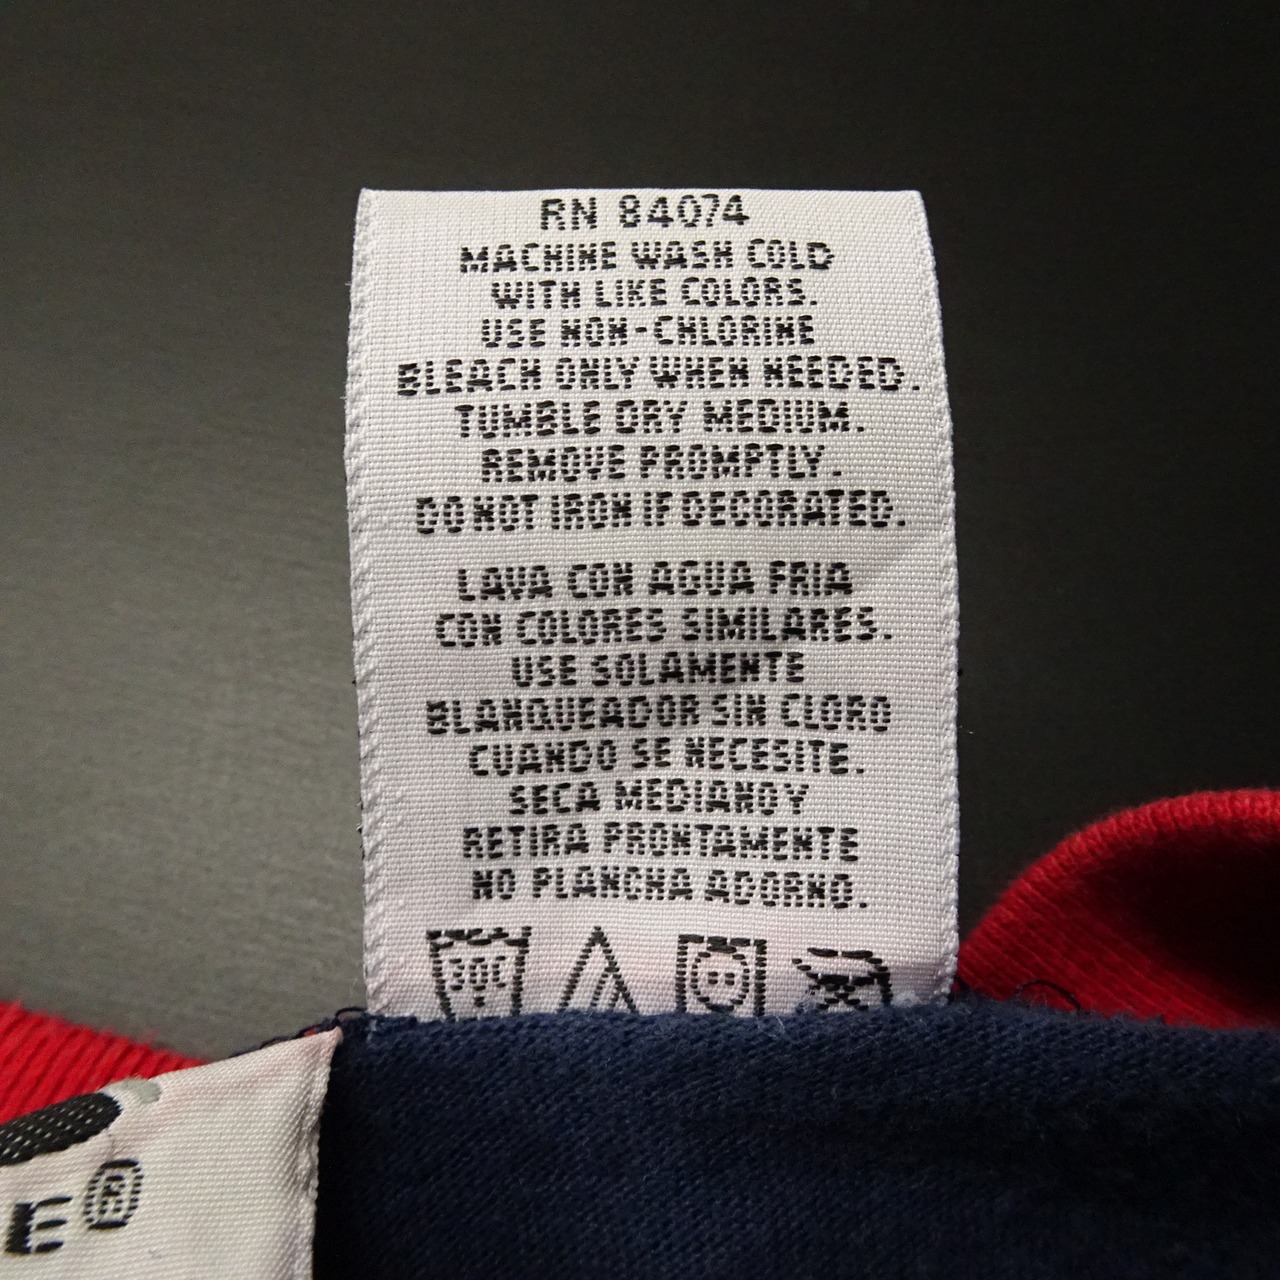 RN 84074
MACHINE WASH COLD
WITH LIKE COLORS.
USE NON-CHLORINE
BLEACH ONLY WHEN NEEDED.
TUMBLE DRY MEDIUM.
REMOVE PROMPTLY.
DO NOT IRON IF DECORATED.
LAVA CON AGUA FRIA
CON COLORES SIMILARES.
USE SOLAMENTE
BLANQUEADOR SIN CLORO
CUANDO SE NECESITE.
SECA MEDIANO Y
RETIRA PRONTAMENTE
NO PLANCHA ADORNO.
30C
E®